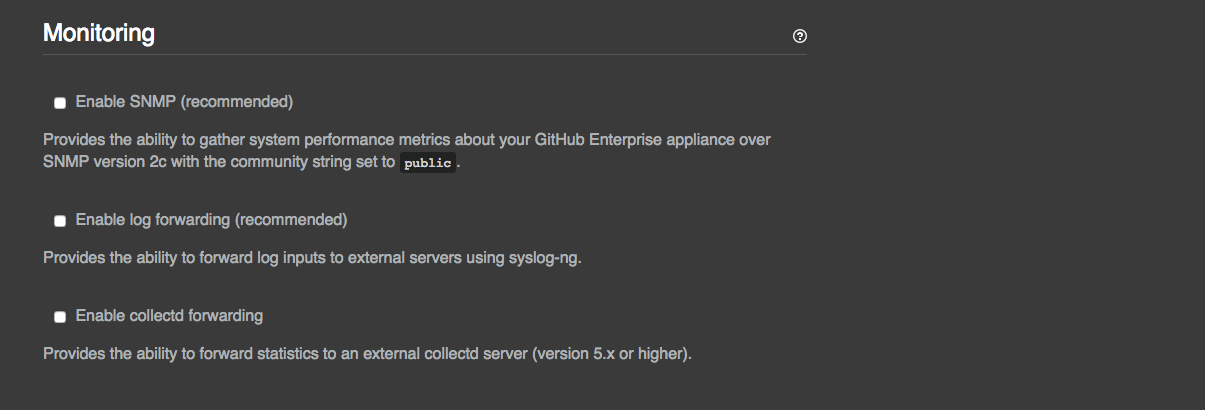 Monitoring
Enable SNMP (recommended)
Provides the ability to gather system performance metrics about your GitHub Enterprise appliance over
SNMP version 2c with the community string set to public.
Enable log forwarding (recommended)
Provides the ability to forward log inputs to external servers using syslog-ng.
Enable collectd forwarding
Provides the ability to forward statistics to an external collectd server (version 5.x or higher).